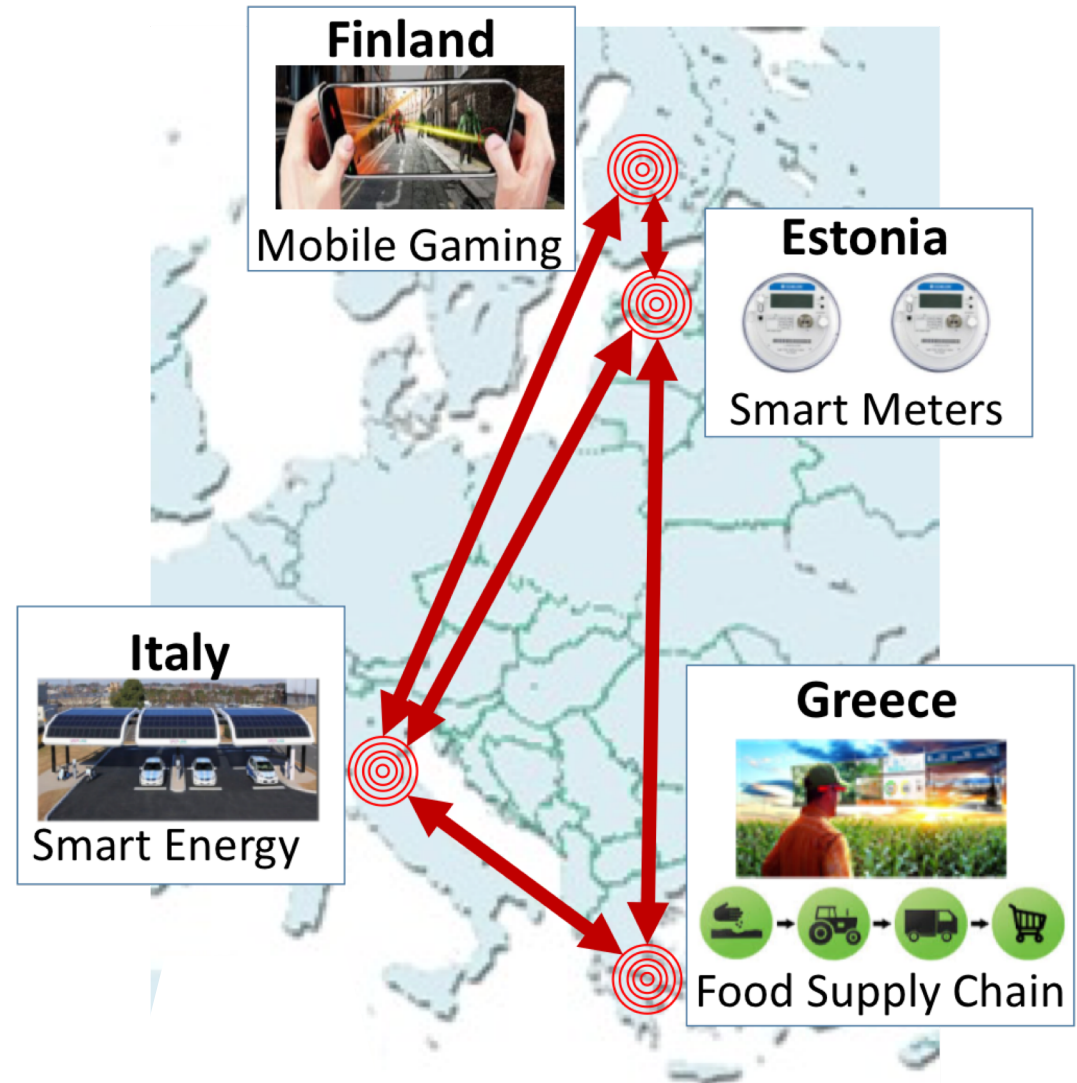 Finland
Mobile Gaming
Estonia
Smart Meters
Italy
Smart Energy
Greece
Food Supply Chain